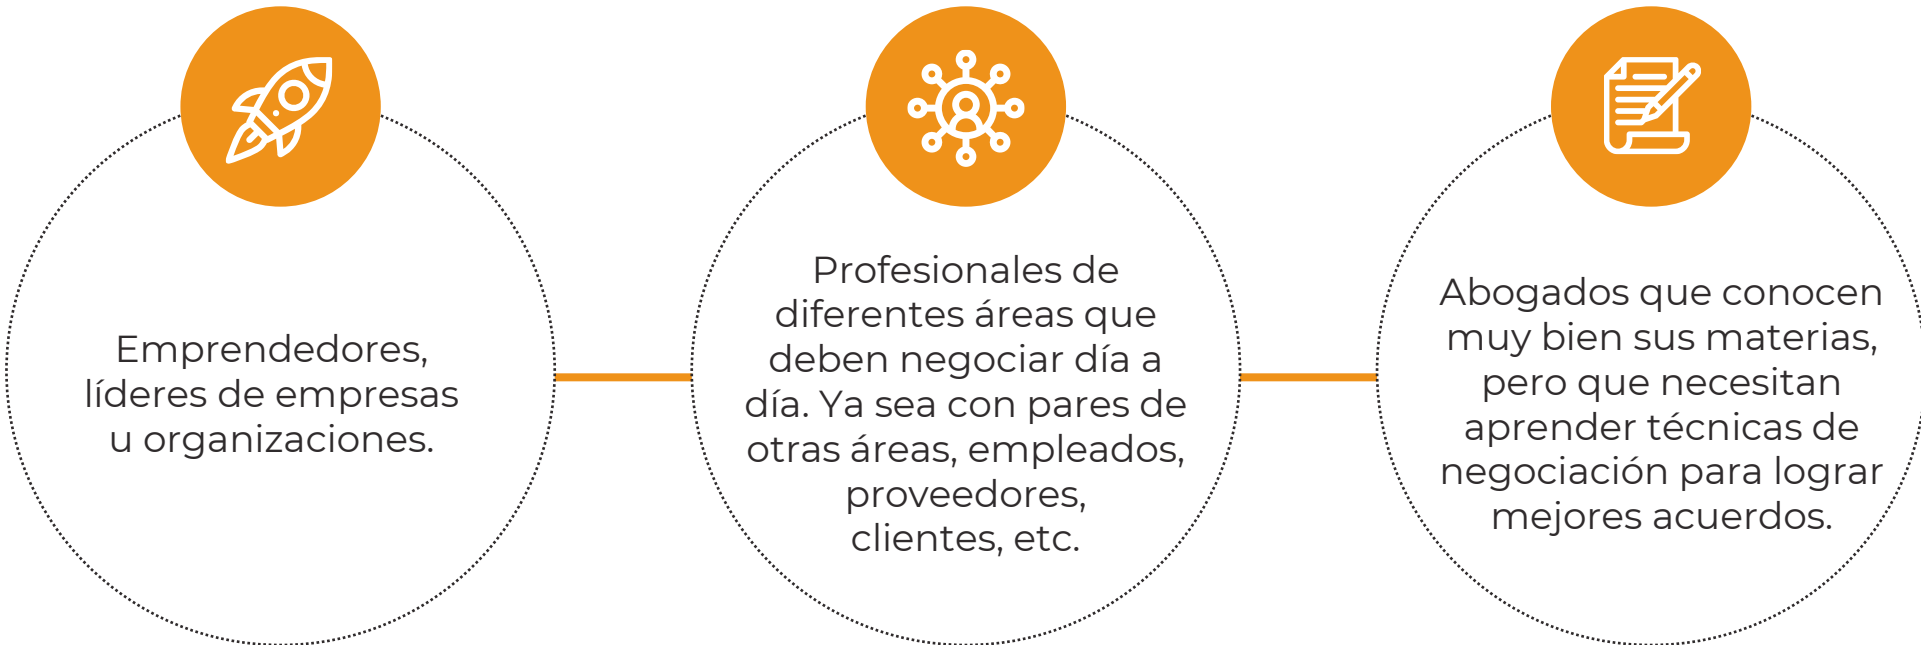 Emprendedores,
líderes de empresas
u organizaciones.
Profesionales de
diferentes áreas que
deben negociar día a
día. Ya sea con pares de
otras áreas, empleados,
proveedores,
clientes, etc.
Abogados que conocen
muy bien sus materias,
pero que necesitan
aprender técnicas de
negociación para lograr
mejores acuerdos.